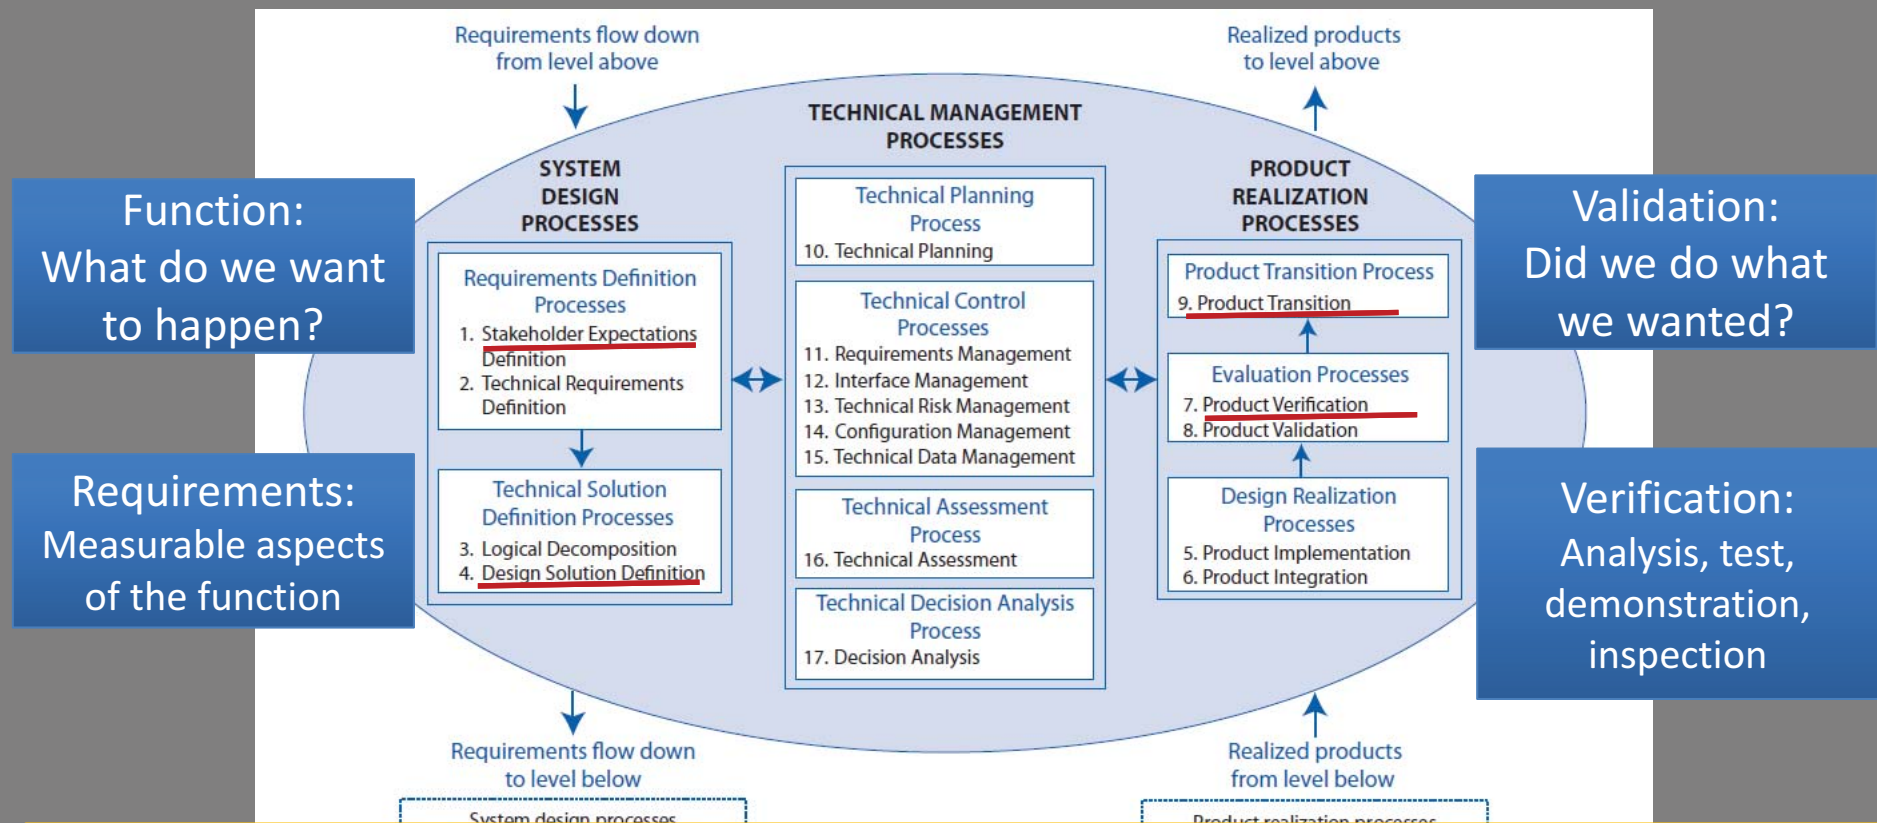 Requirements flow down
from level above
Realized products
to level above
TECHNICAL MANAGEMENT
PROCESSES
SYSTEM
DESIGN
PROCESSES
PRODUCT
REALIZATION
PROCESSES
Function:
What do we want
to happen?
Requirements:
Measurable aspects
of the function
Requirements Definition
Processes
1. Stakeholder Expectations
Definition
2. Technical Requirements
Definition
Technical Solution
Definition Processes
3. Logical Decomposition
4. Design Solution Definition
Technical Planning
Process
10. Technical Planning
Technical Control
Processes
11. Requirements Management
12. Interface Management
13. Technical Risk Management
14. Configuration Management
15. Technical Data Management
Technical Assessment
Process
16. Technical Assessment
Technical Decision Analysis
Process
17. Decision Analysis
Product Transition Process
9. Product Transition
Evaluation Processes
7. Product Verification
8. Product Validation
Design Realization
Processes
5. Product Implementation
6. Product Integration
Validation:
Did we do what
we wanted?
Verification:
Analysis, test,
demonstration,
inspection
Requirements flow down
to level below
Realized products
from level below
System design processes
Product realization processes